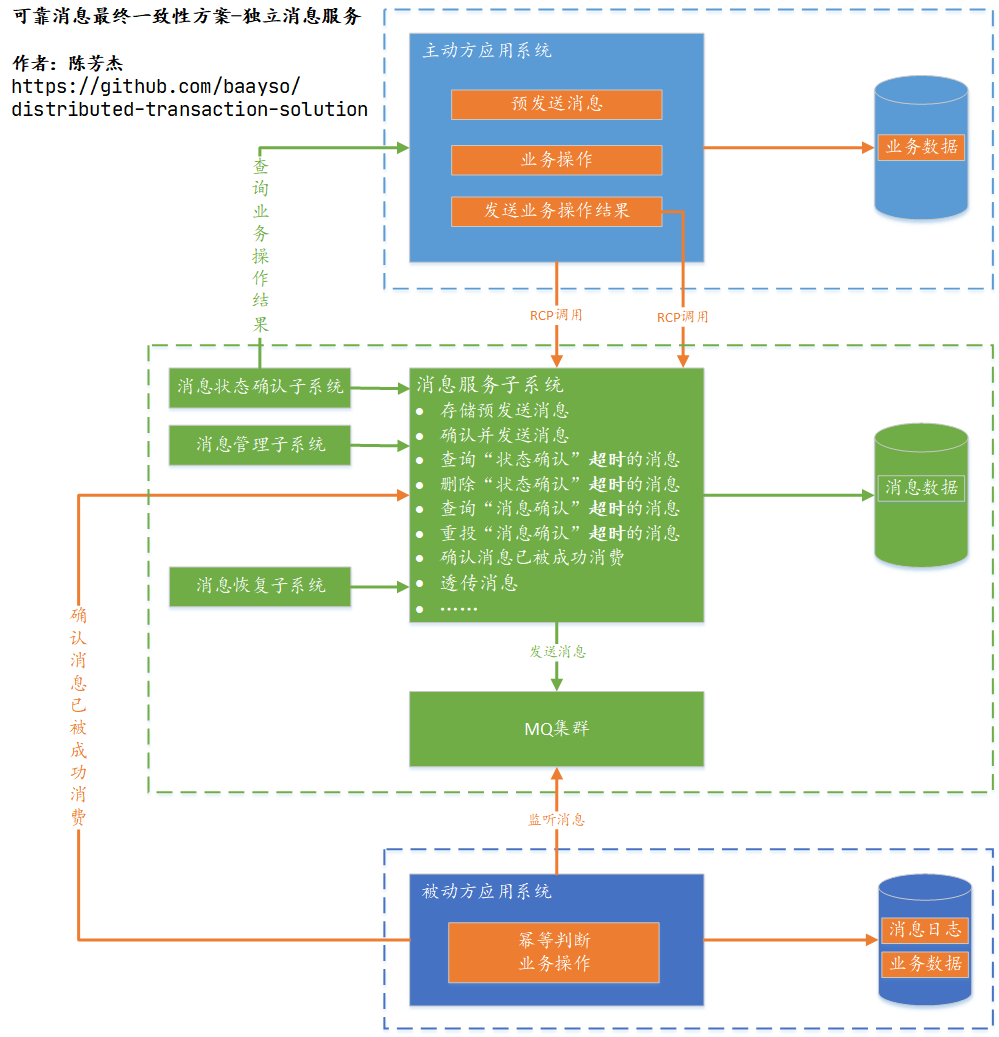 可靠消息最终一致性方案-独立消息服务
作者：陈芳杰
https://github.com/baayso/
distributed-transaction-solution
主动方应用系统
预发送消息
业务操作
发送业务操作结果
业务数据
查询业务操作结果
RCP调用
RCP调用
消息状态确认子系统
消息管理子系统
消息恢复子系统
消息服务子系统
● 存储预发送消息
● 确认并发送消息
● 查询“状态确认”超时的消息
● 删除“状态确认”超时的消息
● 查询“消息确认”超时的消息
● 重投“消息确认”超时的消息
● 确认消息已被成功消费
● 透传消息
● ……
消息数据
发送消息
MQ集群
确认消息已被成功消费
监听消息
被动方应用系统
幂等判断
业务操作
消息日志
业务数据